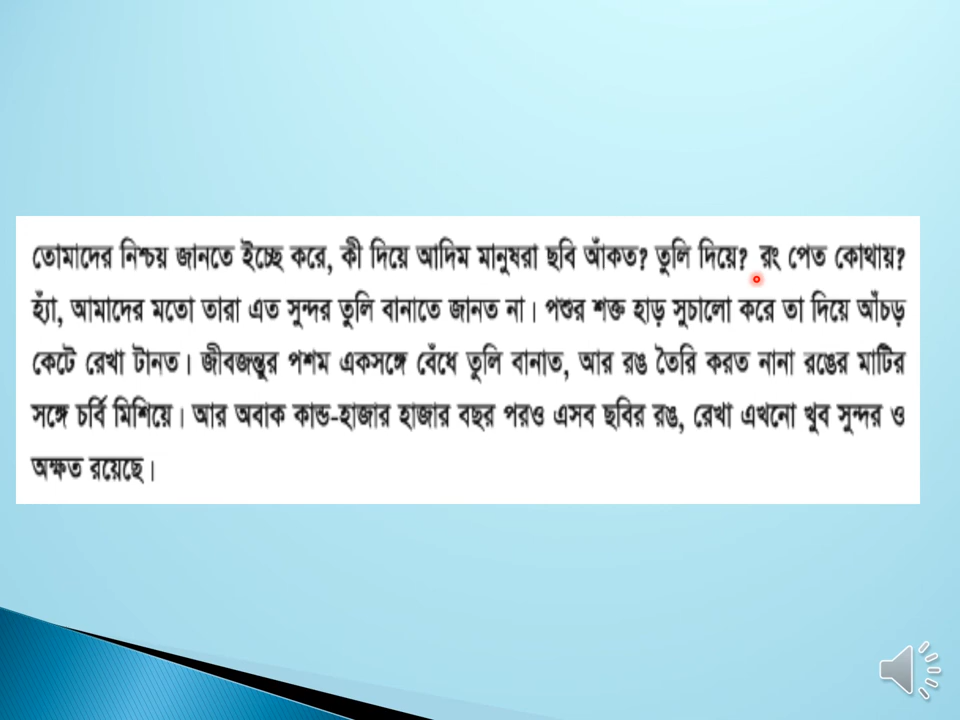 তোমাদের নিশ্চয় জানতে ইচ্ছে করে, কী দিয়ে আদিম মানুষরা ছবি আঁকত? তুলি দিয়ে? রং পেত কোথায়?
হ্যাঁ, আমাদের মতো তারা এত সুন্দর তুলি বানাতে জানত না। পশুর শক্ত হাড় সুচালো করে তা দিয়ে আঁচড়
কেটে রেখা টানত। জীবজন্তুর পশম একসঙ্গে বেঁধে তুলি বানাত, আর রঙ তৈরি করত নানা রঙের মাটির
সঙ্গে চর্বি মিশিয়ে। আর অবাক কান্ড-হাজার হাজার বছর পরও এসব ছবির রঙ, রেখা এখনো খুব সুন্দর ও
অক্ষত রয়েছে।